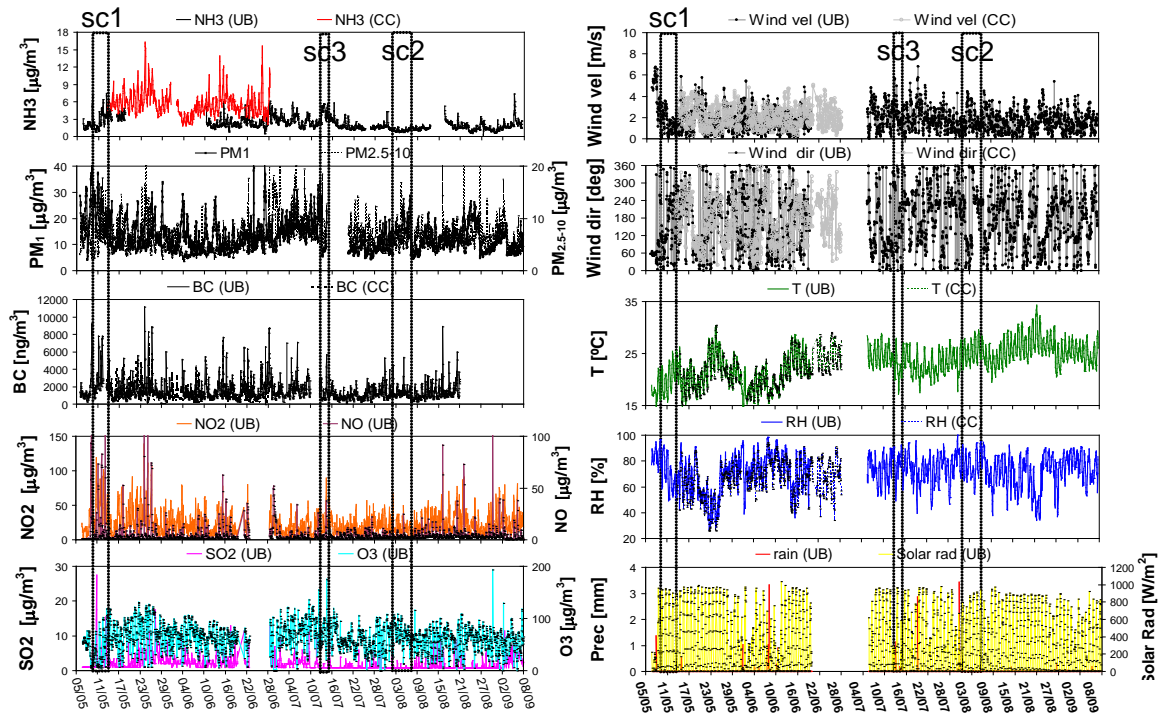 sc1
NH3 (UB) NH3 (CC)
sc3 sc2
NH3 [µg/m³]
18
15
12
9
6
3
0
PM1 PM2.5-10
PM₁ [µg/m³]
40
30
20
10
0
20
10
0
PM2.5-10 [µg/m³]
BC (UB) BC (CC)
BC [ng/m³]
12000
10000
8000
6000
4000
2000
0
NO2 (UB) NO (UB)
NO2 [µg/m³]
150
100
50
0
100
50
0
NO [µg/m³]
SO2 (UB) O3 (UB)
SO2 [µg/m³]
30
20
10
0
200
100
0
O3 [µg/m³]
05/05 11/05 17/05 23/05 29/05 04/06 10/06 16/06 22/06 28/06 04/07 10/07 16/07 22/07 28/07 03/08 09/08 15/08 21/08 27/08 02/09 08/09
sc1
Wind vel (UB) Wind vel (CC)
sc3 sc2
Wind vel [m/s]
10
8
6
4
2
0
Wind dir (UB) Wind dir (CC)
Wind dir [deg]
360
300
240
180
120
60
0
T (UB) T (CC)
T [ºC]
35
25
15
RH (UB) RH (CC)
RH [%]
100
80
60
40
20
rain (UB) Solar rad (UB)
Prec [mm]
4
3
2
1
0
1200
1000
800
600
400
200
0
Solar Rad [W/m²]
05/05 11/05 17/05 23/05 29/05 04/06 10/06 16/06 22/06 28/06 04/07 10/07 16/07 22/07 28/07 03/08 09/08 15/08 21/08 27/08 02/09 08/09